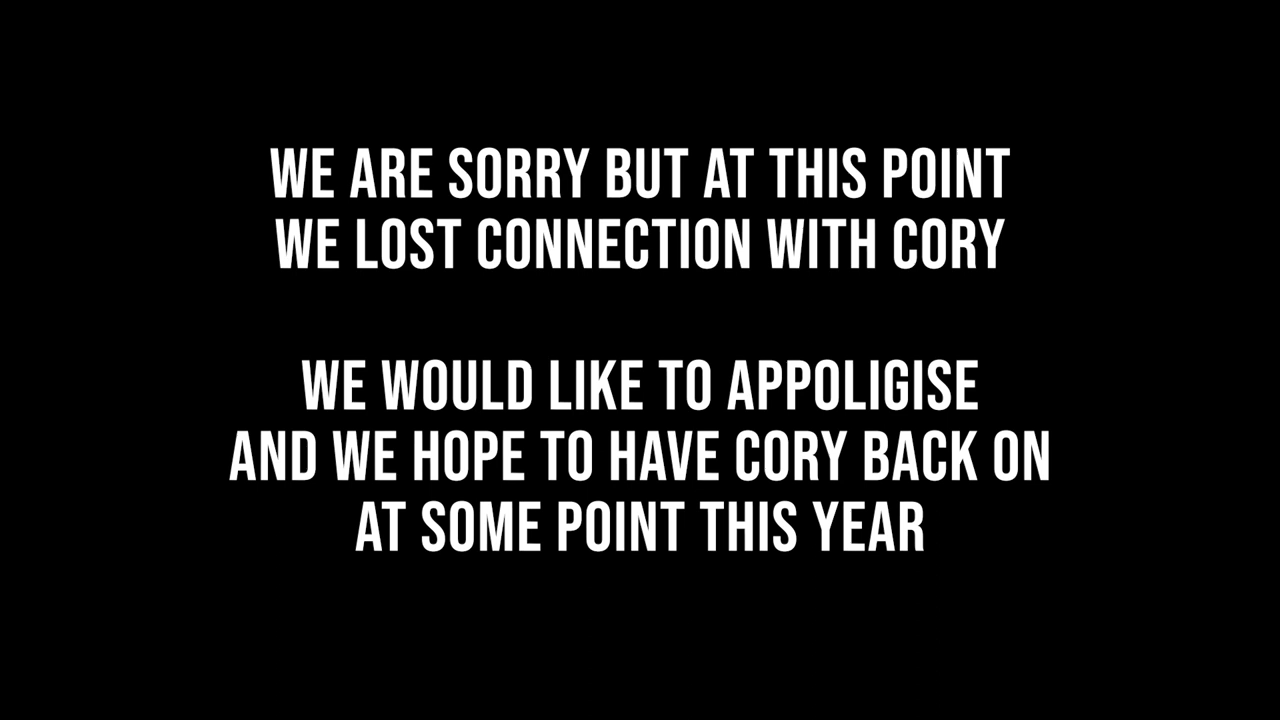 WE ARE SORRY BUT AT THIS POINT
WE LOST CONNECTION WITH CORY
WE WOULD LIKE TO APPOLIGISE
AND WE HOPE TO HAVE CORY BACK ON
AT SOME POINT THIS YEAR